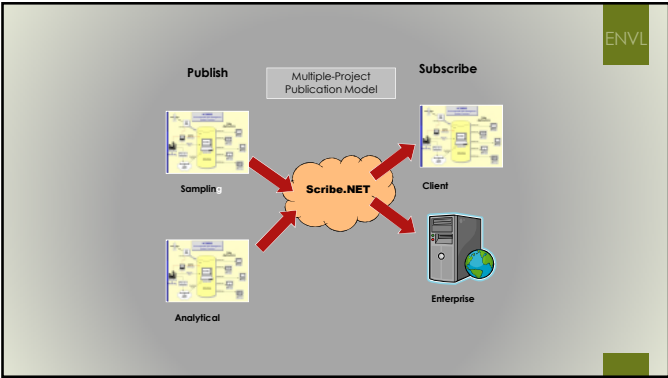 ENVL
Publish
Multiple-Project
Publication Model
Subscribe
Scribe.NET
Sampling
Client
Analytical
Enterprise